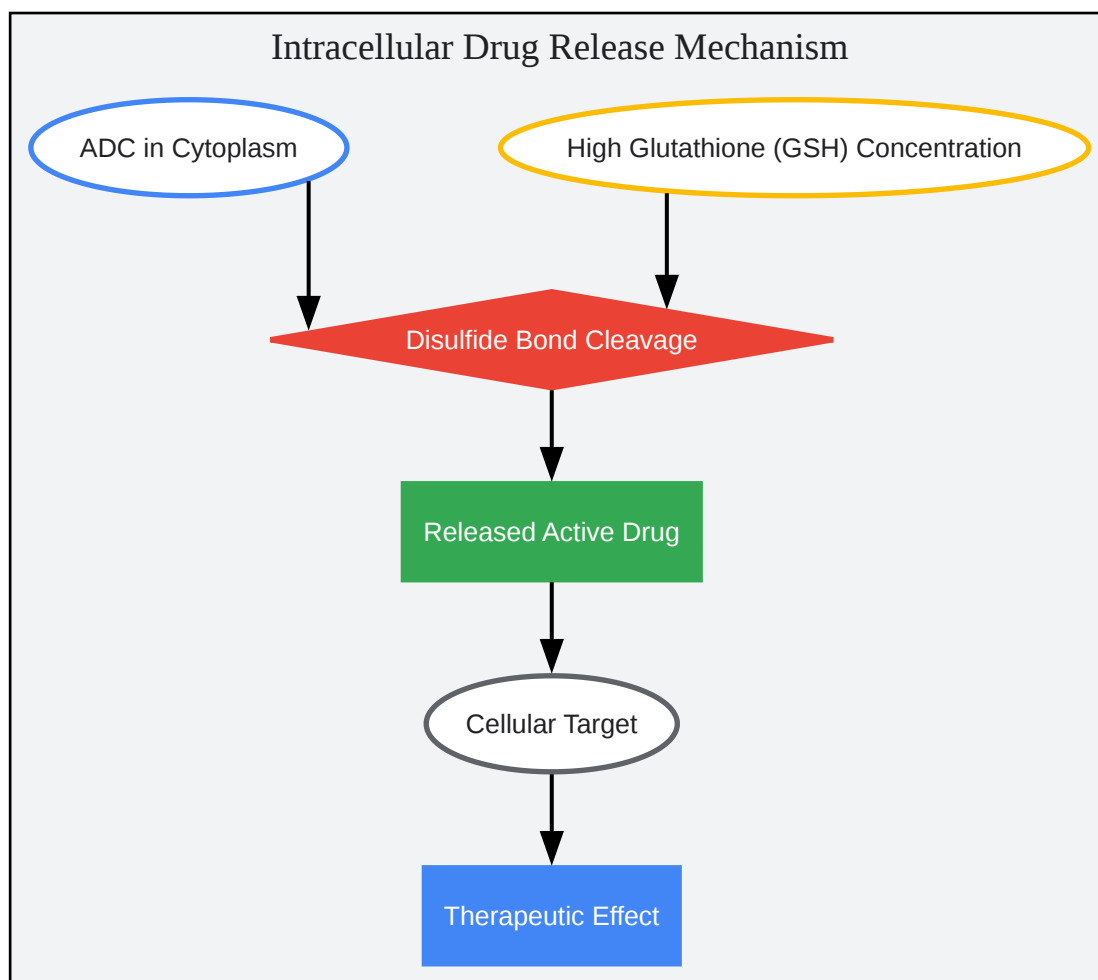 Intracellular Drug Release Mechanism
ADC in Cytoplasm
High Glutathione (GSH) Concentration
Disulfide Bond Cleavage
Released Active Drug
Cellular Target
Therapeutic Effect